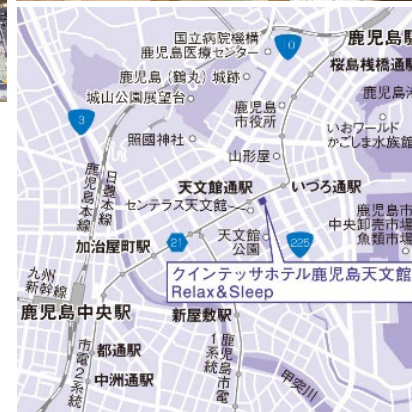 国立病院機構
鹿児島医療センター
10
鹿児島駅
桜島桟橋通
鹿児島(鶴丸)城跡
城山公園展望台
鹿児島
市役所
鹿児島
3
照國神社
いおワールド
かごしま水族館
山形屋
鹿児島本線
日豊本線
天文館通駅
いづろ通駅
センテラス天文館
鹿児島市
中央卸売市場
魚類市場
加治屋町駅
21
天文館
公園
225
九州
新幹線
クインテッサホテル鹿児島天文館
Relax&Sleep
鹿児島中央駅
新屋敷駅
市電2系統
都通駅
中洲通駅
鹿児島市電
1系統
甲突川